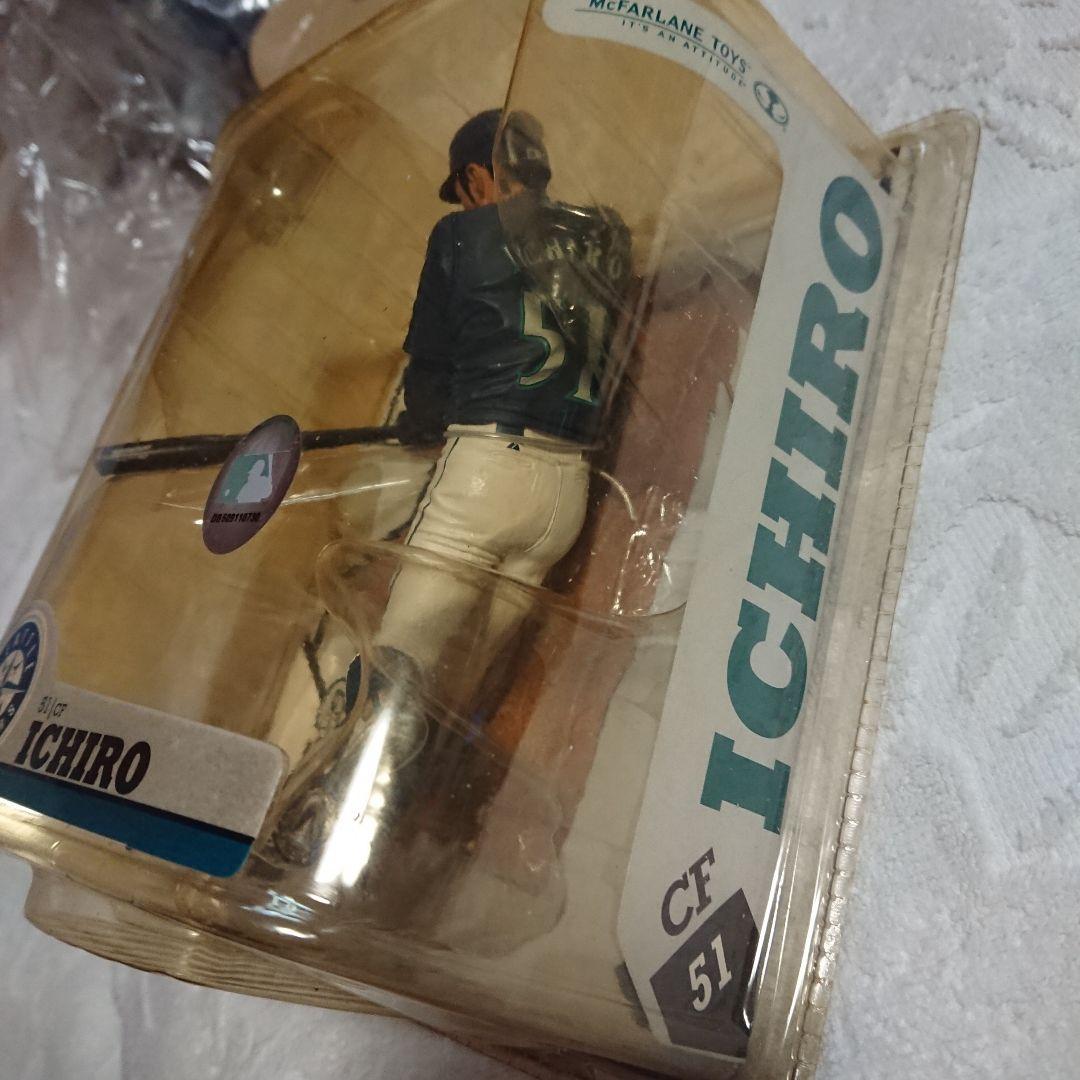 McFARLANE TOYS
IT'S AN ATTITUDE
ICHIRO
51
51/CF
ICHIRO
ICHIRO
CF
51